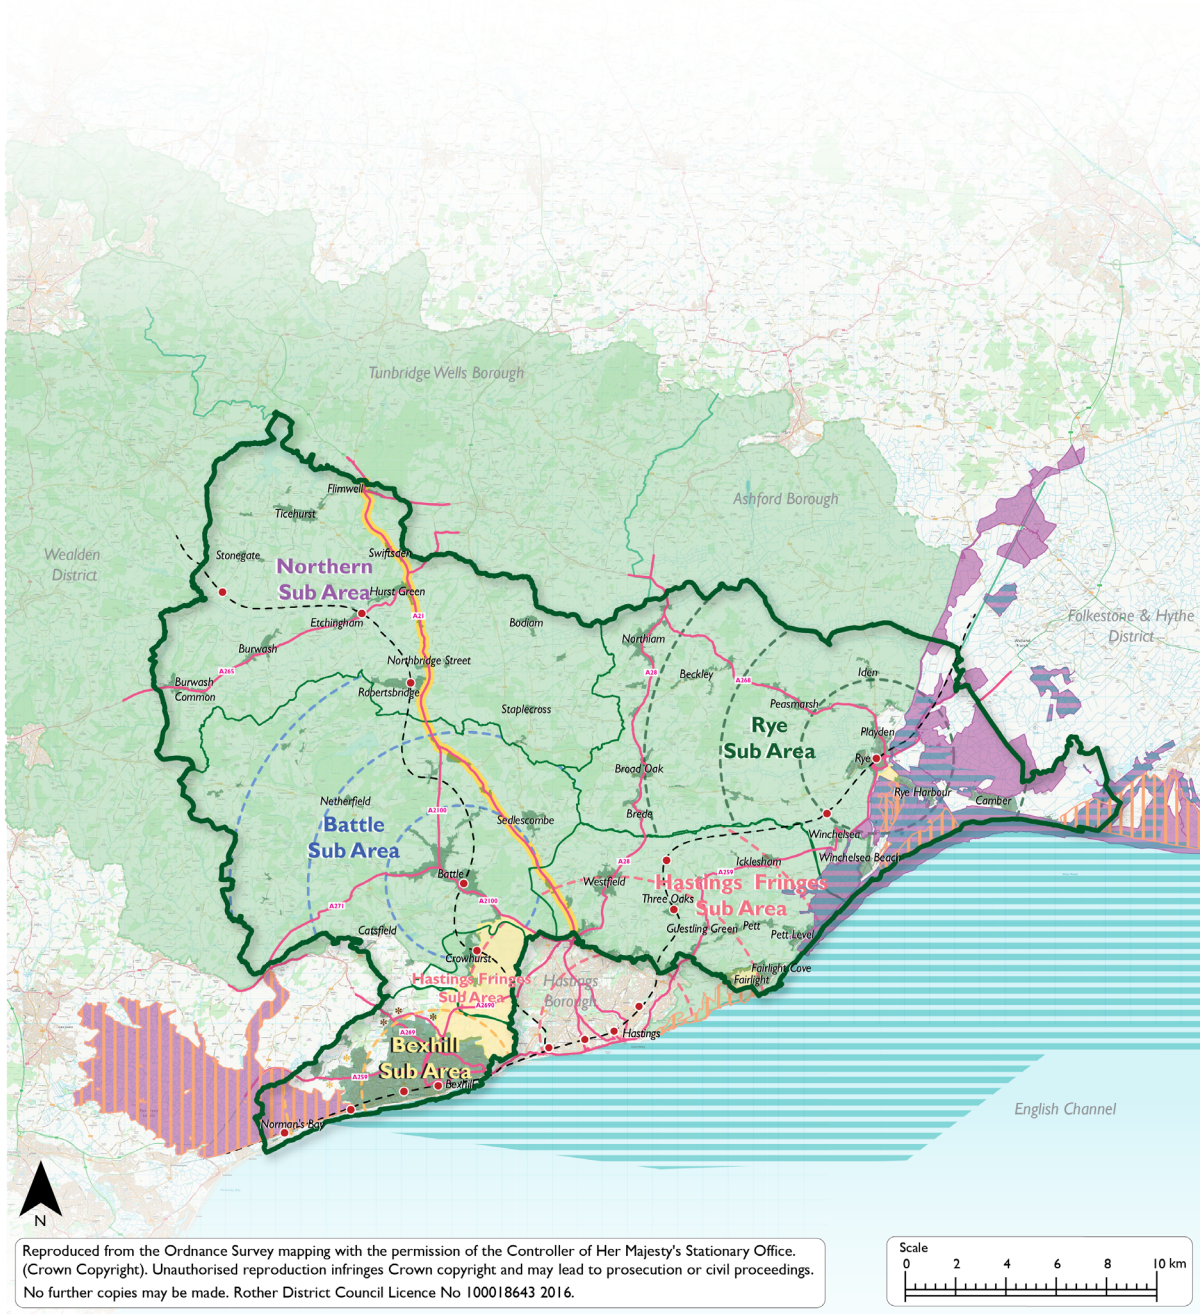 Tunbridge Wells Borough
Flimwell
Ashford Borough
Ticehurst
Wealden
District
Stonegate
Swiftsden
Northern
Sub Area
Hurst Green
Etchingham
A21
Bodiam
Folkestone & Hythe
District
Northiam
Burwash
Northbridge Street
A265
Beckley
A28
A268
Iden
Burwash
Common
Robertsbridge
Staplecross
Peasmarsh
Rye
Sub Area
Playden
Rye
Broad Oak
Rye Harbour
Camber
Netherfield
A2100
Sedlescombe
Brede
Battle
Sub Area
Winchelsea
Winchelsea Beach
A28
Icklesham
A259
Battle
Westfield
Hastings Fringes
Sub Area
Three Oaks
A2100
A271
Guestling Green
Pett
Pett Level
Catsfield
Crowhurst
Fairlight Cove
Fairlight
Hastings Fringes
Sub Area
Hastings
Borough
A2690
A269
Hastings
Bexhill
Sub Area
A259
Bexhill
Norman's Bay
English Channel
N
Reproduced from the Ordnance Survey mapping with the permission of the Controller of Her Majesty's Stationary Office.
(Crown Copyright). Unauthorised reproduction infringes Crown copyright and may lead to prosecution or civil proceedings.
No further copies may be made. Rother District Council Licence No 100018643 2016.
Scale
0 2 4 6 8 10 km